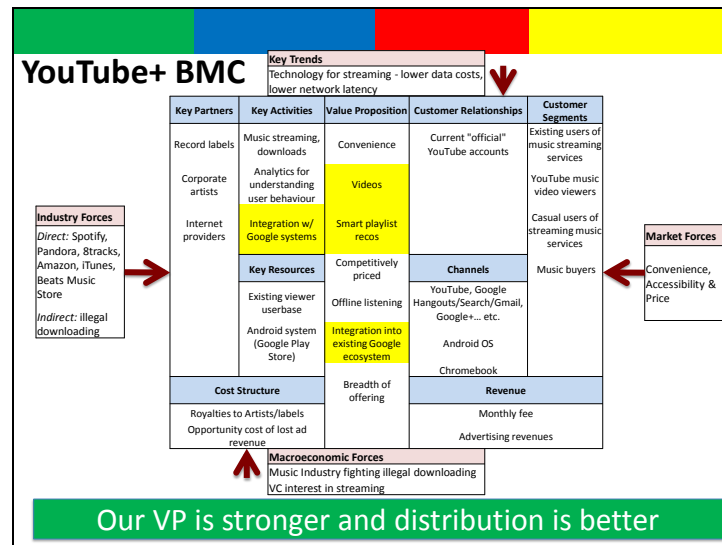 YouTube+ BMC
Key Trends
Technology for streaming - lower data costs,
lower network latency
Key Partners
Record labels
Corporate
artists
Internet
providers
Key Activities
Music streaming,
downloads
Analytics for
understanding
user behaviour
Integration w/
Google systems
Key Resources
Existing viewer
userbase
Android system
(Google Play
Store)
Value Proposition
Convenience
Videos
Smart playlist
recos
Competitively
priced
Offline listening
Integration into
existing Google
ecosystem
Breadth of
offering
Customer Relationships
Current "official"
YouTube accounts
Channels
YouTube, Google
Hangouts/Search/Gmail,
Google+... etc.
Android OS
Chromebook
Customer
Segments
Existing users of
music streaming
services
YouTube music
video viewers
Casual users of
streaming music
services
Music buyers
Industry Forces
Direct: Spotify,
Pandora, 8tracks,
Amazon, iTunes,
Beats Music
Store
Indirect: illegal
downloading
Market Forces
Convenience,
Accessibility &
Price
Cost Structure
Royalties to Artists/labels
Opportunity cost of lost ad
revenue
Revenue
Monthly fee
Advertising revenues
Macroeconomic Forces
Music Industry fighting illegal downloading
VC interest in streaming
Our VP is stronger and distribution is better